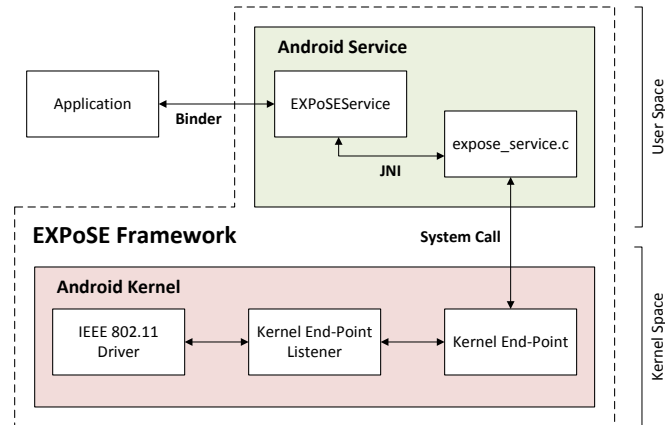 Android Service
Application
EXPoSEService
Binder
expose_service.c
JNI
User Space
EXPoSE Framework
System Call
Android Kernel
IEEE 802.11
Driver
Kernel End-Point
Listener
Kernel End-Point
Kernel Space